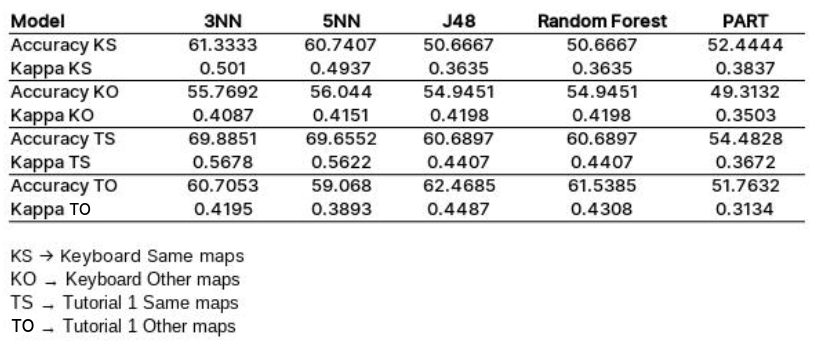 Model 3NN 5NN J48 Random Forest PART
Accuracy KS 61.3333 60.7407 50.6667 50.6667 52.4444
Kappa KS 0.501 0.4937 0.3635 0.3635 0.3837
Accuracy KO 55.7692 56.044 54.9451 54.9451 49.3132
Kappa KO 0.4087 0.4151 0.4198 0.4198 0.3503
Accuracy TS 69.8851 69.6552 60.6897 60.6897 54.4828
Kappa TS 0.5678 0.5622 0.4407 0.4407 0.3672
Accuracy TO 60.7053 59.068 62.4685 61.5385 51.7632
Kappa TO 0.4195 0.3893 0.4487 0.4308 0.3134
KS → Keyboard Same maps
KO → Keyboard Other maps
TS → Tutorial 1 Same maps
TO → Tutorial 1 Other maps